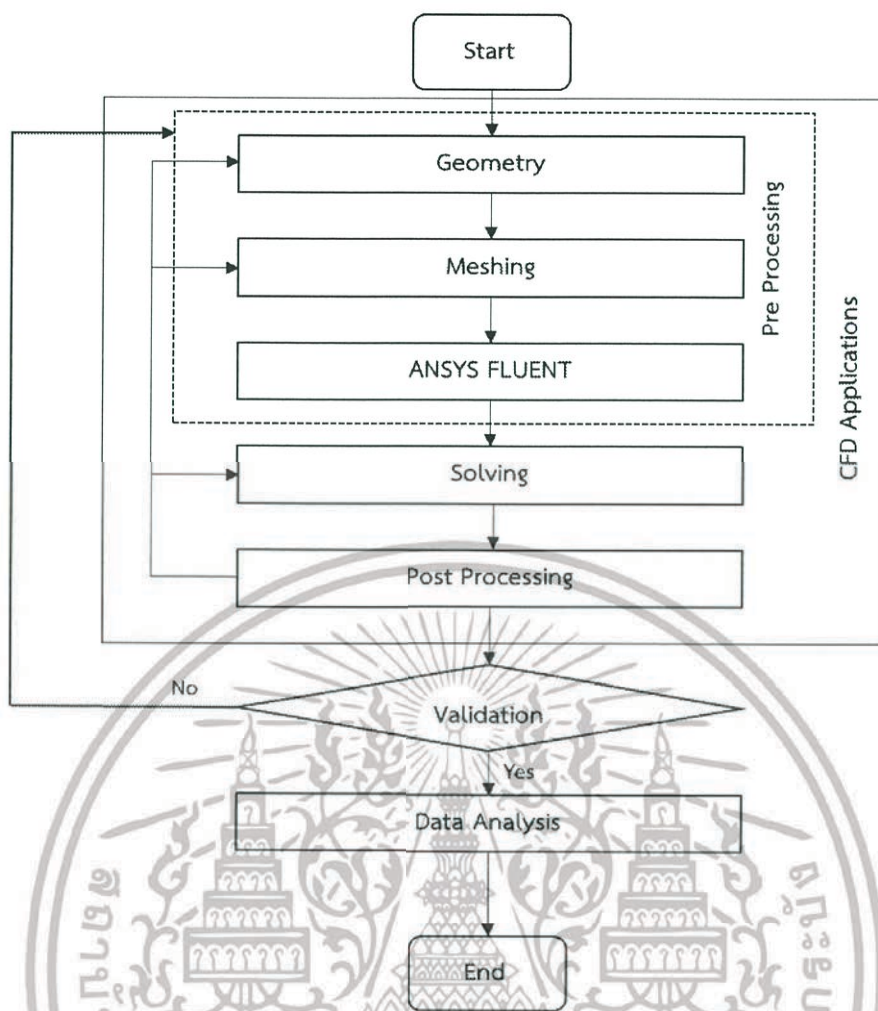 Start
Geometry
Meshing
ANSYS FLUENT
Pre Processing
CFD Applications
Solving
Post Processing
No
Validation
Yes
Data Analysis
End